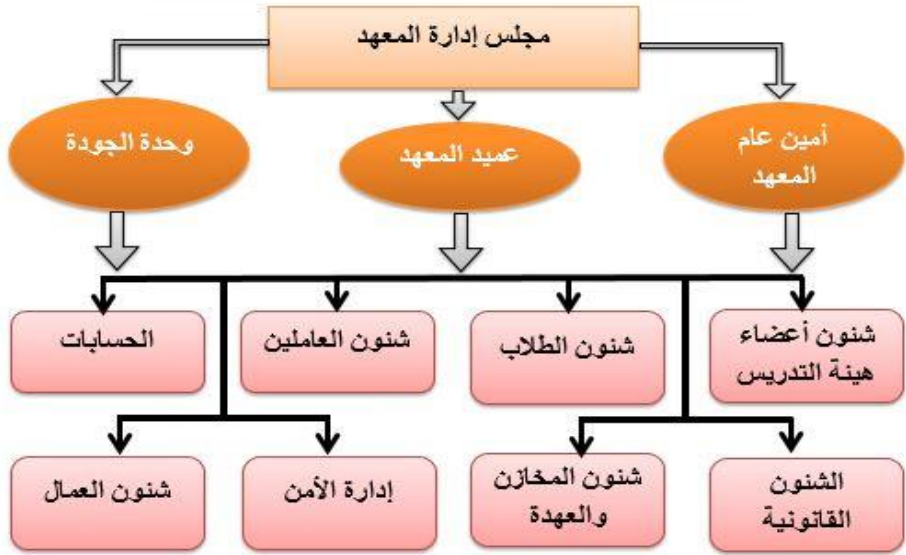 مجلس إدارة المعهد
أمين عام
المعهد
عميد المعهد
وحدة الجودة
شئون أعضاء
هيئة التدريس
شئون الطلاب
شئون العاملين
الحسابات
الشئون
القانونية
شئون المخازن
والعهدة
إدارة الأمن
شئون العمال